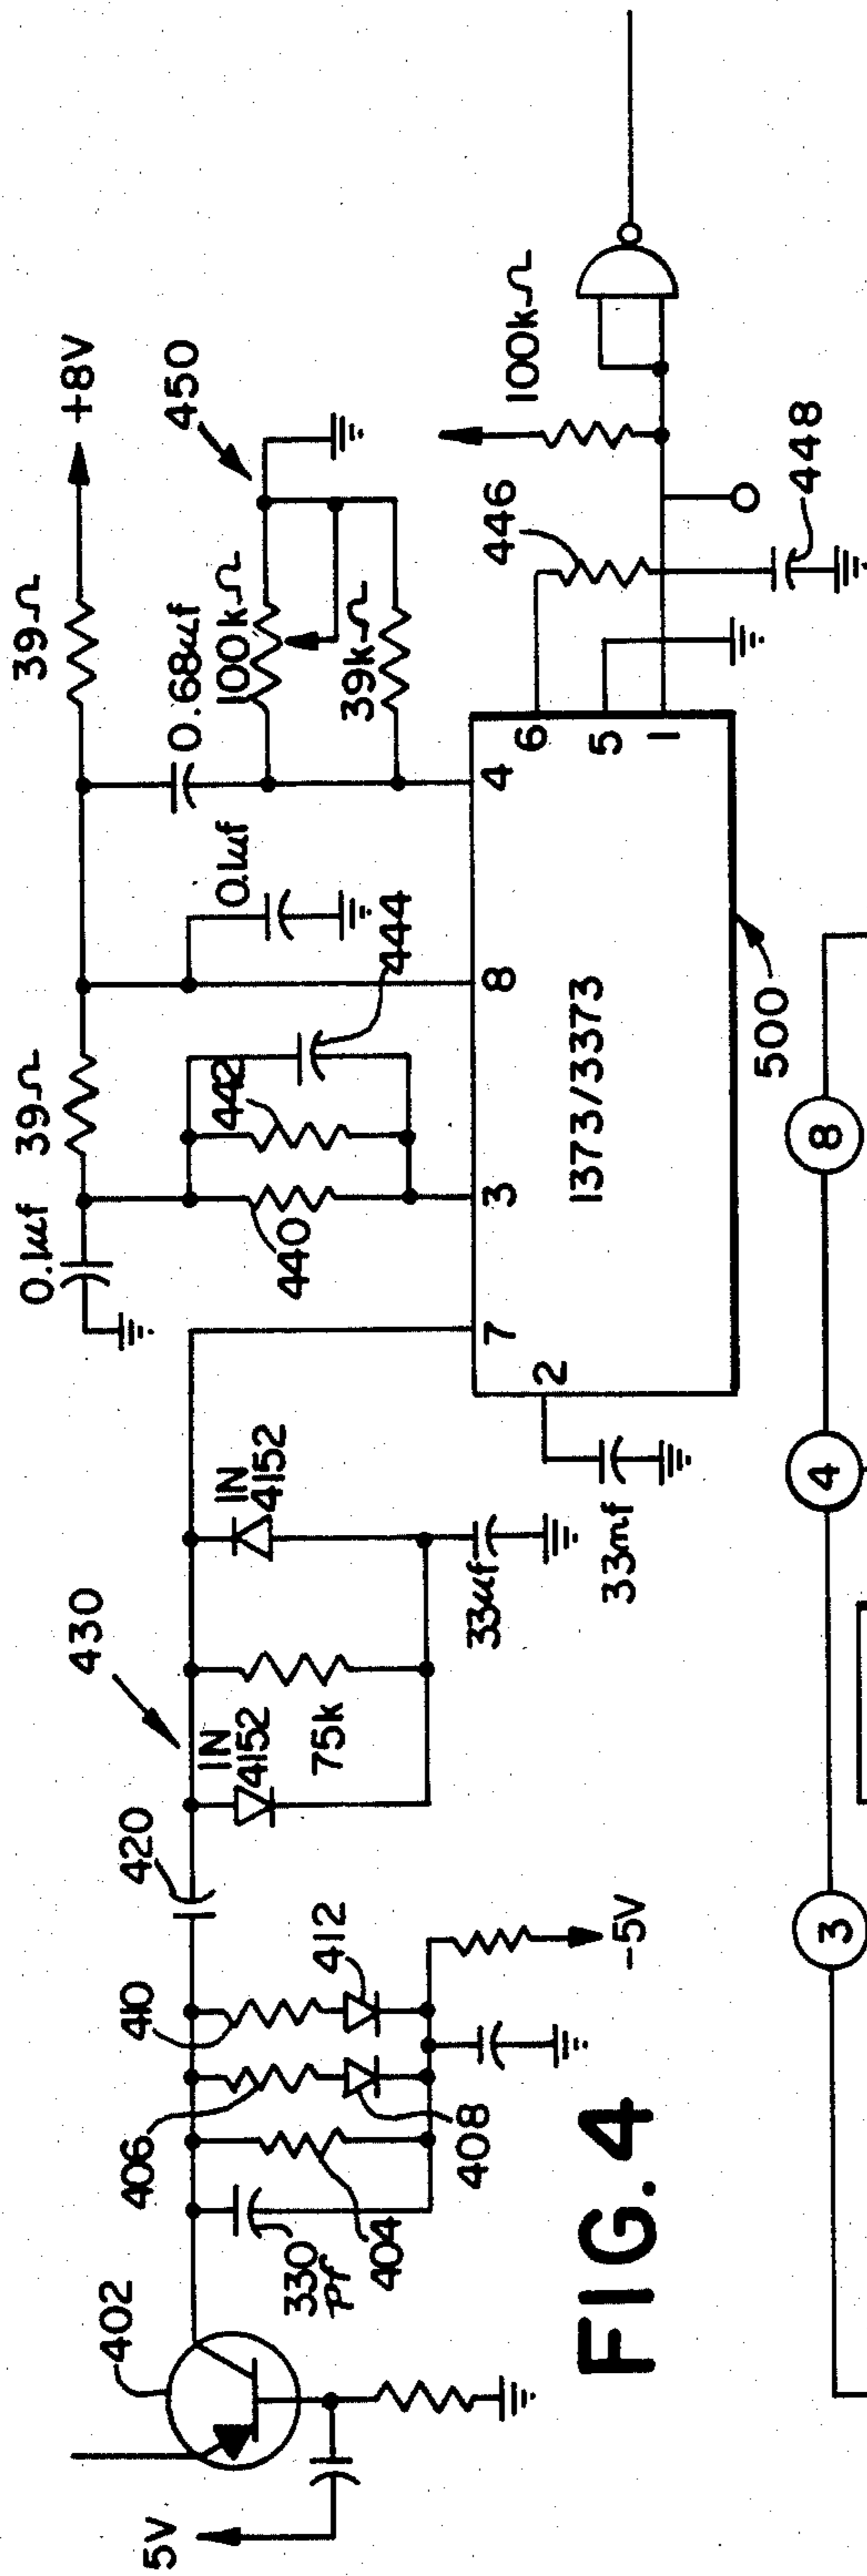 5V
402
330
pf
404
406
408
410
412
-5V
420
430
IN
4152
75k
IN
4152
33uf
33mf
0.1uf
39Ω
440
442
444
0.1uf
39Ω
+8V
0.68uf
100kΩ
39kΩ
450
2
7
3
8
4
6
5
1
1373/3373
500
446
448
100kΩ
FIG. 4
3
4
8